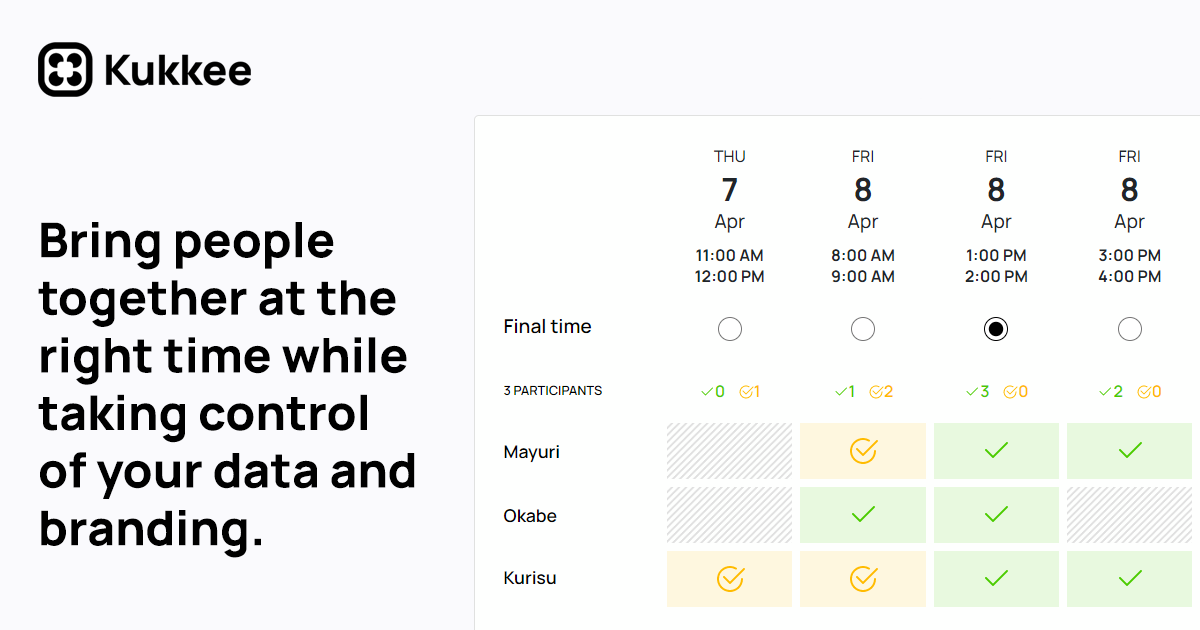 Kukkee
Bring people
together at the
right time while
taking control
of your data and
branding.
THU FRI FRI FRI
7 8 8 8
Apr Apr Apr Apr
11:00 AM 8:00 AM 1:00 PM 3:00 PM
12:00 PM 9:00 AM 2:00 PM 4:00 PM
Final time
3 PARTICIPANTS 0 1 1 2 3 0 2 0
Mayuri
Okabe
Kurisu